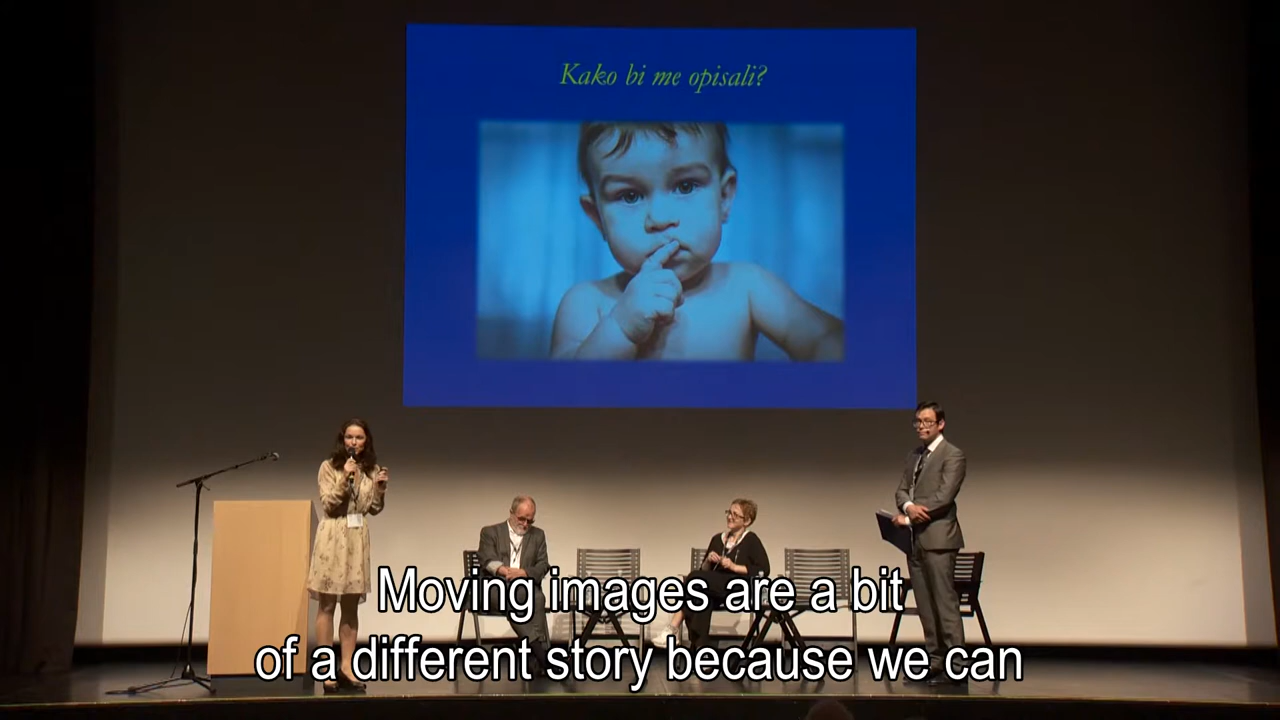 Kako bi me opisali?
Moving images are a bit
of a different story because we can